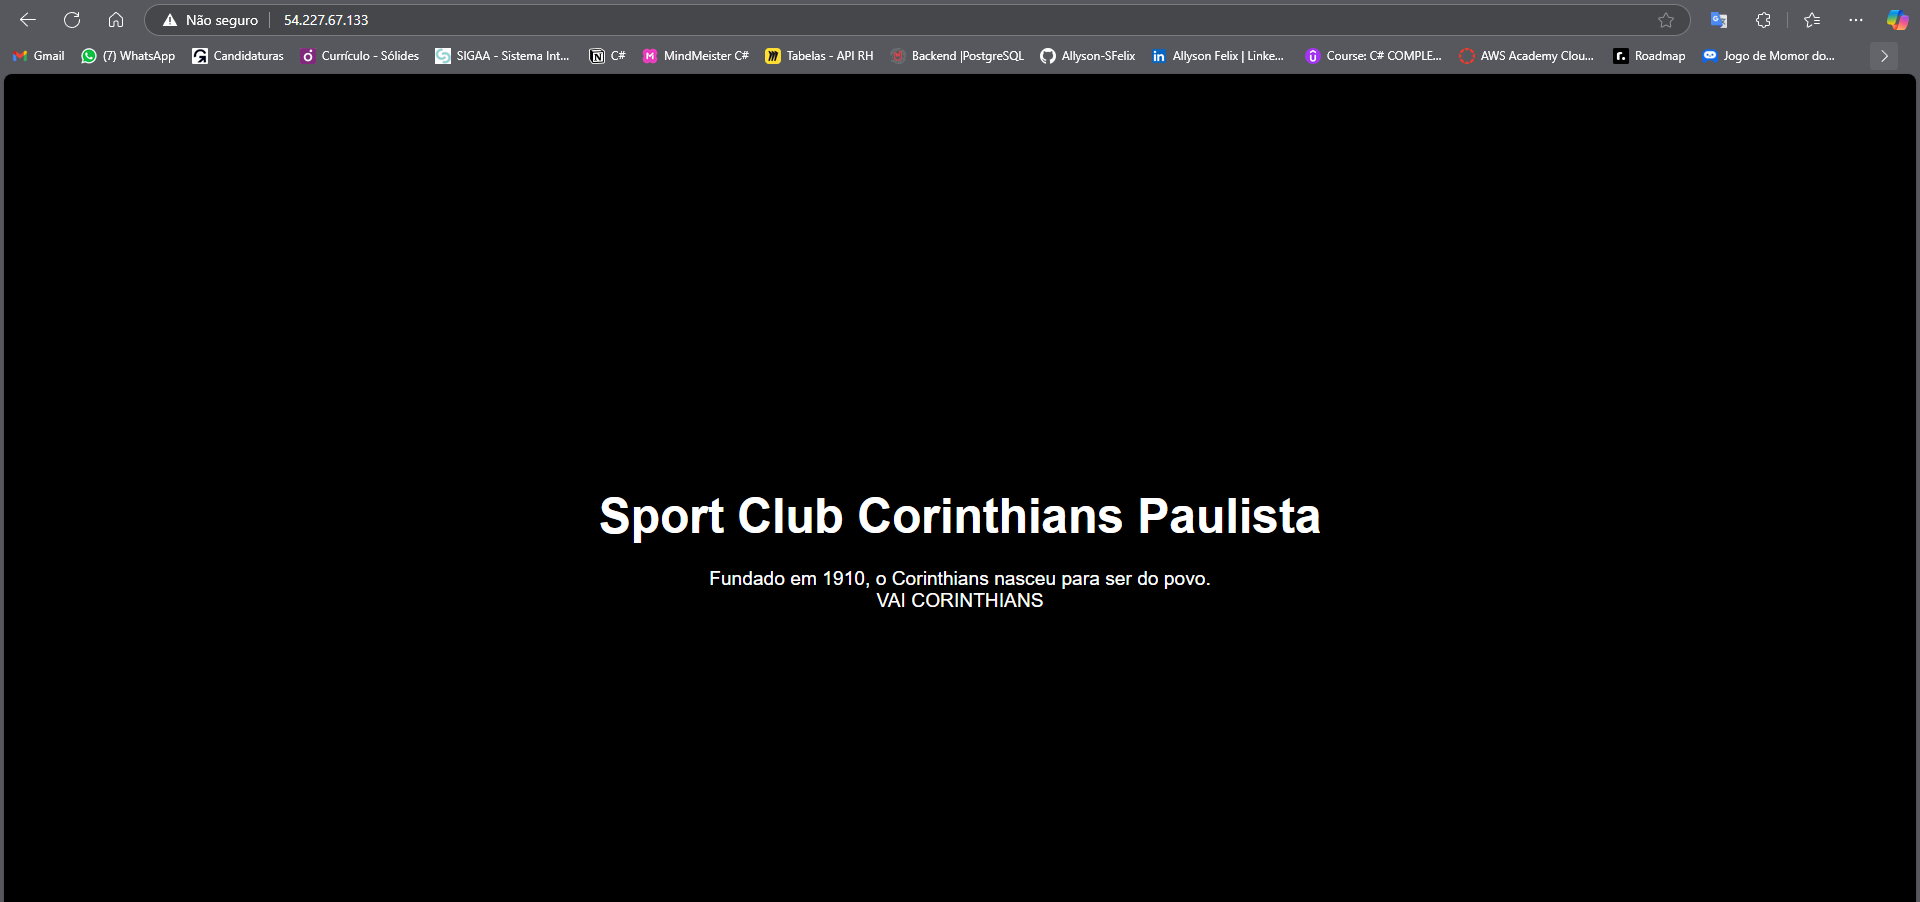 Não seguro 54.227.67.133
Gmail (7) WhatsApp Candidaturas Currículo - Sólides SIGAA - Sistema Int... C# MindMeister C# Tabelas - API RH Backend |PostgreSQL Allyson-SFelix Allyson Felix | Linke... Course: C# COMPLE... AWS Academy Clou... Roadmap Jogo de Momor do...
Sport Club Corinthians Paulista
Fundado em 1910, o Corinthians nasceu para ser do povo.
VAI CORINTHIANS